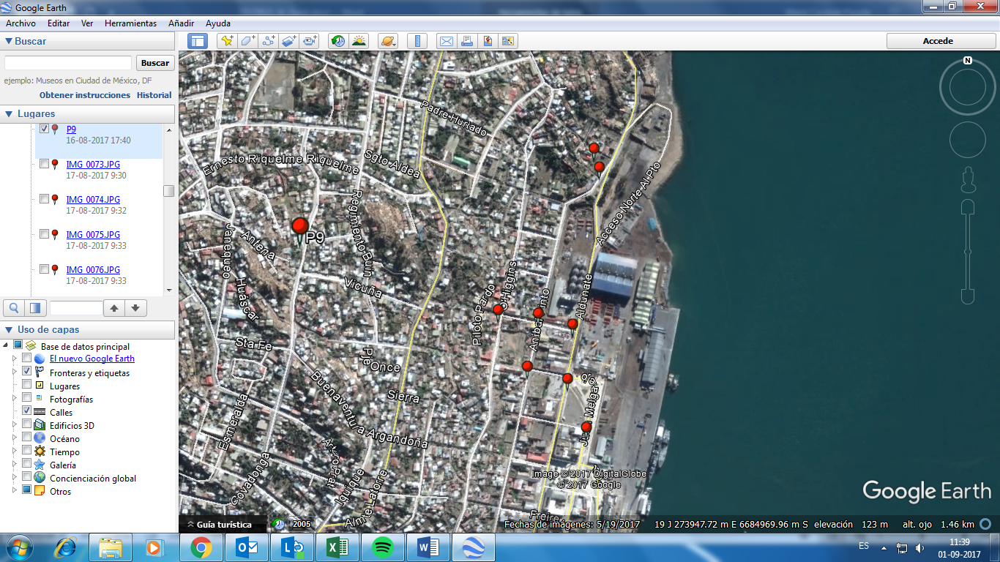 Google Earth
Archivo Editar Ver Herramientas Añadir Ayuda
Buscar
Buscar
ejemplo: Museos en Ciudad de México, DF
Obtener instrucciones Historial
Lugares
P9
16-08-2017 17:40
IMG 0073.JPG
17-08-2017 9:30
IMG 0074.JPG
17-08-2017 9:32
IMG 0075.JPG
17-08-2017 9:33
IMG 0076.JPG
17-08-2017 9:33
Uso de capas
Base de datos principal
El nuevo Google Earth
Fronteras y etiquetas
Lugares
Fotografías
Calles
Edificios 3D
Océano
Tiempo
Galería
Concienciación global
Otros
Accede
N
Padre Hurtado
Ernesto Riquelme Riquelme
Sgto Aldea
Regimiento Buin
Acceso Norte Al Pto
P9
Janequeo
Antena
Huáscar
Vicuña
Piloto Pardo
O'Higgins
Aníbal Pinto
Aldunate
Sta Fe
Pje Once
Sierra
Buenaventura Argandoña
Esmeralda
Covadonga
Arturo Prat
Iquique
Alm Latorre
Melgar
Freire
Image © 2017 DigitalGlobe
© 2017 Google
Google Earth
Guía turística
2005
Fechas de imágenes: 5/19/2017 19 J 273947.72 m E 6684969.96 m S elevación 123 m alt. ojo 1.46 km
ES
11:39
01-09-2017